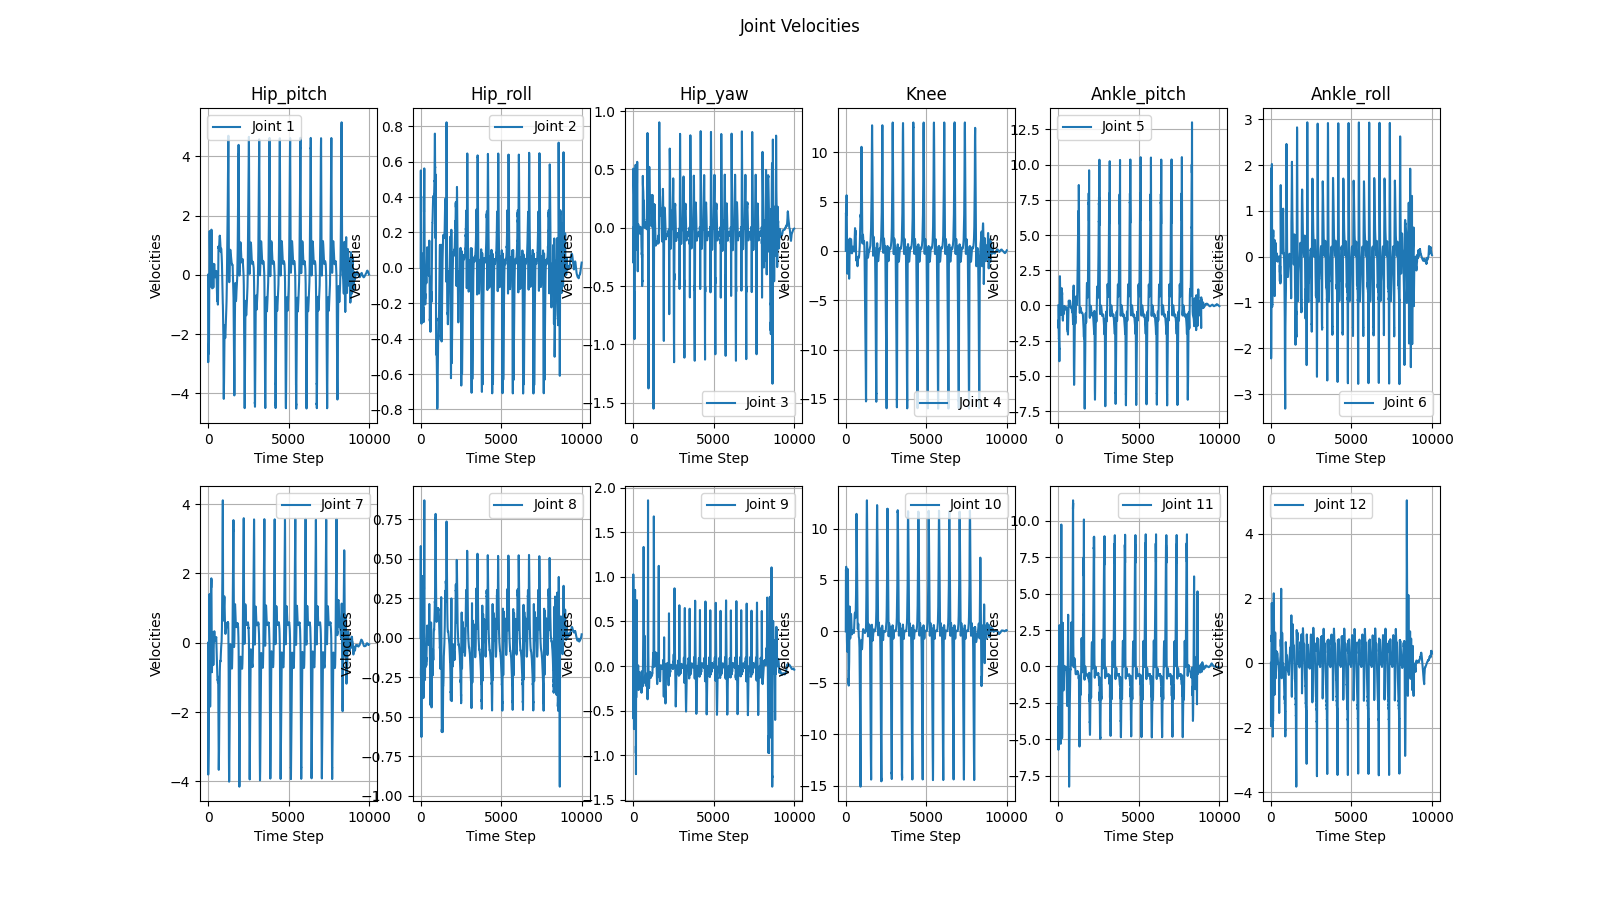 Joint Velocities
Hip_pitch Hip_roll Hip_yaw Knee Ankle_pitch Ankle_roll
Joint 1
4
2
0
−2
−4
Velocities
0 5000 10000
Time Step
Joint 2
0.8
0.6
0.4
0.2
0.0
−0.2
−0.4
−0.6
−0.8
Velocities
0 5000 10000
Time Step
1.0
0.5
0.0
−0.5
−1.0
−1.5
Velocities
Joint 3
0 5000 10000
Time Step
10
5
0
−5
−10
−15
Velocities
Joint 4
0 5000 10000
Time Step
Joint 5
12.5
10.0
7.5
5.0
2.5
0.0
−2.5
−5.0
−7.5
Velocities
0 5000 10000
Time Step
3
2
1
0
−1
−2
−3
Velocities
Joint 6
0 5000 10000
Time Step
Joint 7
4
2
0
−2
−4
Velocities
0 5000 10000
Time Step
Joint 8
0.75
0.50
0.25
0.00
−0.25
−0.50
−0.75
−1.00
Velocities
0 5000 10000
Time Step
Joint 9
2.0
1.5
1.0
0.5
0.0
−0.5
−1.0
−1.5
Velocities
0 5000 10000
Time Step
Joint 10
10
5
0
−5
−10
−15
Velocities
0 5000 10000
Time Step
Joint 11
10.0
7.5
5.0
2.5
0.0
−2.5
−5.0
−7.5
Velocities
0 5000 10000
Time Step
Joint 12
4
2
0
−2
−4
Velocities
0 5000 10000
Time Step